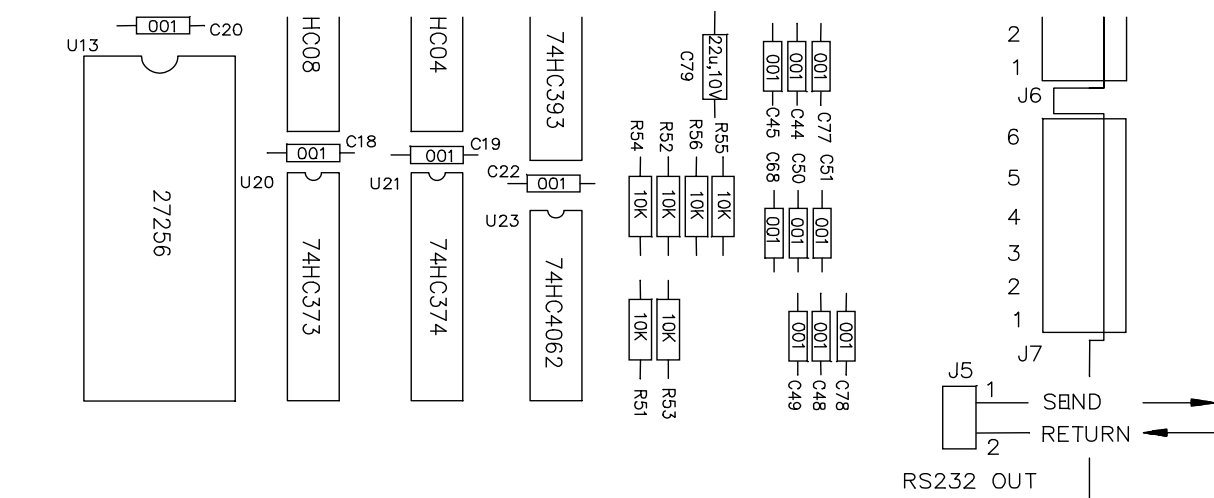 001 C20
U13
27256
HC08
001 C18
U20
74HC373
HC04
001 C19
U21
74HC374
74HC393
C22 001
U23
74HC4062
C79 22u,10V
001 001 001
C45 C44 C77
R54 R52 R56 R55
10K 10K 10K 10K
C68 C50 C51
001 001 001
10K 10K
R51 R53
001 001 001
C49 C48 C78
2
1
J6
6
5
4
3
2
1
J7
J5
1 SEND
2 RETURN
RS232 OUT